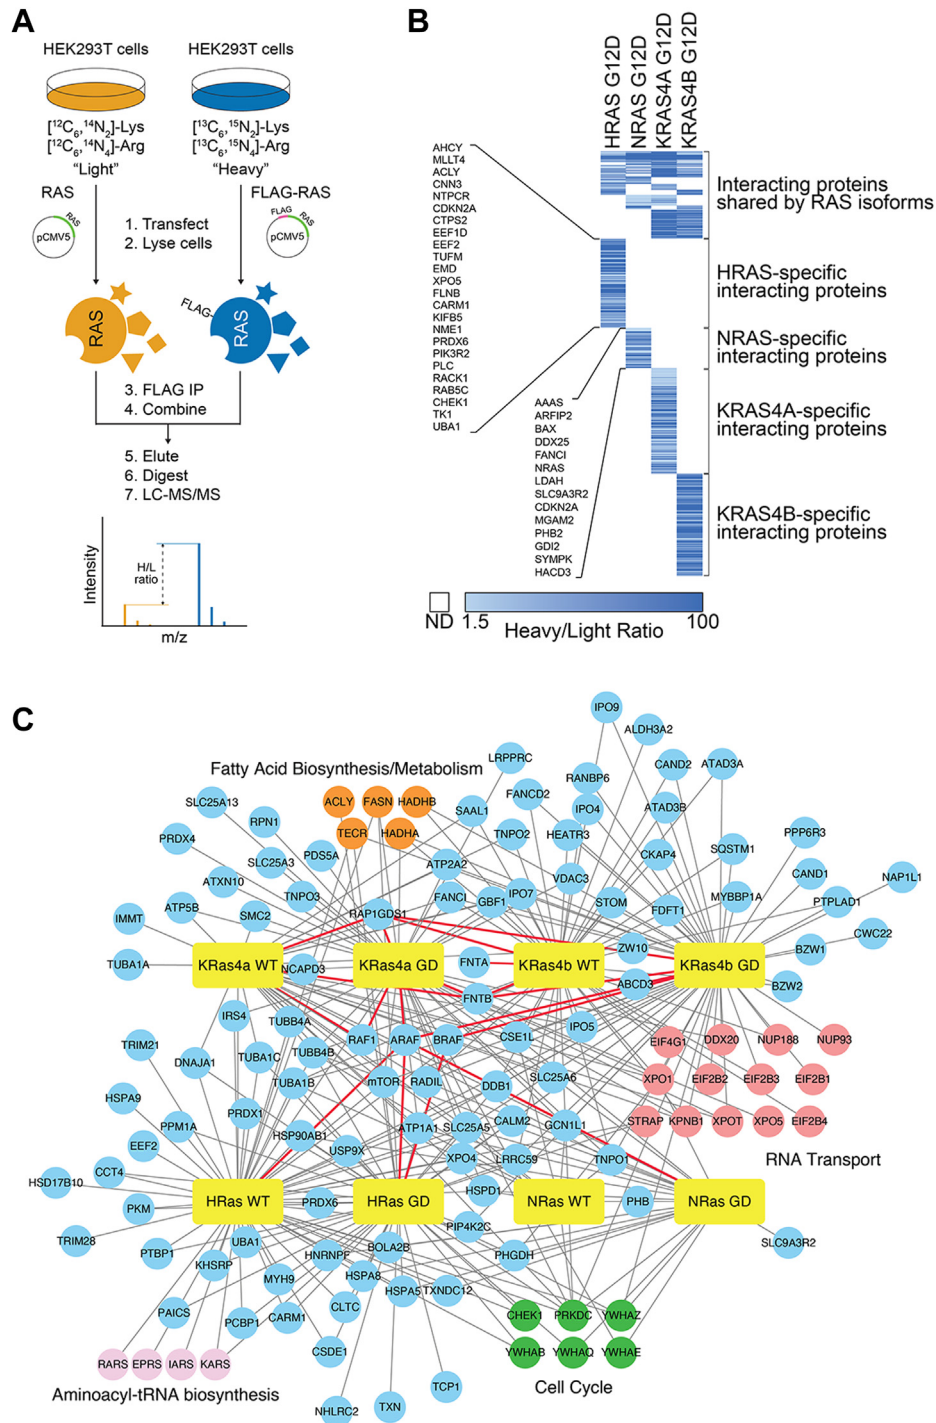 A
HEK293T cells
HEK293T cells
[¹²C₆,¹⁴N₂]-Lys
[¹²C₆,¹⁴N₄]-Arg
"Light"
[¹³C₆,¹⁵N₂]-Lys
[¹³C₆,¹⁵N₄]-Arg
"Heavy"
RAS
FLAG-RAS
RAS
pCMV5
FLAG
RAS
pCMV5
1. Transfect
2. Lyse cells
RAS
FLAG
RAS
3. FLAG IP
4. Combine
5. Elute
6. Digest
7. LC-MS/MS
Intensity
H/L
ratio
m/z
B
HRAS G12D
NRAS G12D
KRAS4A G12D
KRAS4B G12D
AHCY
MLLT4
ACLY
CNN3
NTPCR
CDKN2A
CTPS2
EEF1D
EEF2
TUFM
EMD
XPO5
FLNB
CARM1
KIFB5
NME1
PRDX6
PIK3R2
PLC
RACK1
RAB5C
CHEK1
TK1
UBA1
AAAS
ARFIP2
BAX
DDX25
FANCI
NRAS
LDAH
SLC9A3R2
CDKN2A
MGAM2
PHB2
GDI2
SYMPK
HACD3
Interacting proteins
shared by RAS isoforms
HRAS-specific
interacting proteins
NRAS-specific
interacting proteins
KRAS4A-specific
interacting proteins
KRAS4B-specific
interacting proteins
ND
1.5
100
Heavy/Light Ratio
C
IPO9
ALDH3A2
LRPPRC
CAND2
ATAD3A
Fatty Acid Biosynthesis/Metabolism
RANBP6
SLC25A13
ACLY
FASN
HADHB
FANCD2
SAAL1
IPO4
ATAD3B
RPN1
PRDX4
TECR
HADHA
TNPO2
HEATR3
PPP6R3
SLC25A3
PDS5A
ATP2A2
CKAP4
SQSTM1
ATXN10
VDAC3
CAND1
NAP1L1
TNPO3
FANCI
GBF1
IPO7
STOM
MYBBP1A
PTPLAD1
ATP5B
SMC2
RAP1GDS1
FDFT1
IMMT
CWC22
ZW10
BZW1
TUBA1A
KRas4a WT
NCAPD3
KRas4a GD
FNTA
KRas4b WT
KRas4b GD
ABCD3
BZW2
FNTB
IRS4
TUBB4A
IPO5
TRIM21
RAF1
ARAF
BRAF
CSE1L
EIF4G1
DDX20
NUP188
NUP93
DNAJA1
TUBA1C
TUBB4B
TUBA1B
mTOR
RADIL
DDB1
SLC25A6
XPO1
EIF2B2
EIF2B3
EIF2B1
HSPA9
PRDX1
PPM1A
HSP90AB1
ATP1A1
SLC25A5
CALM2
GCN1L1
STRAP
KPNB1
XPOT
XPO5
EIF2B4
EEF2
USP9X
XPO4
LRRC59
TNPO1
RNA Transport
HSD17B10
CCT4
HSPD1
HRas WT
PRDX6
HRas GD
NRas WT
PHB
NRas GD
PKM
TRIM28
PIP4K2C
SLC9A3R2
PTBP1
UBA1
HNRNPF
BOLA2B
PHGDH
KHSRP
MYH9
HSPA8
HSPA5
TXNDC12
PAICS
PCBP1
CARM1
CLTC
CHEK1
PRKDC
YWHAZ
CSDE1
RARS
EPRS
IARS
KARS
YWHAB
YWHAQ
YWHAE
Aminoacyl-tRNA biosynthesis
TCP1
Cell Cycle
NHLRC2
TXN